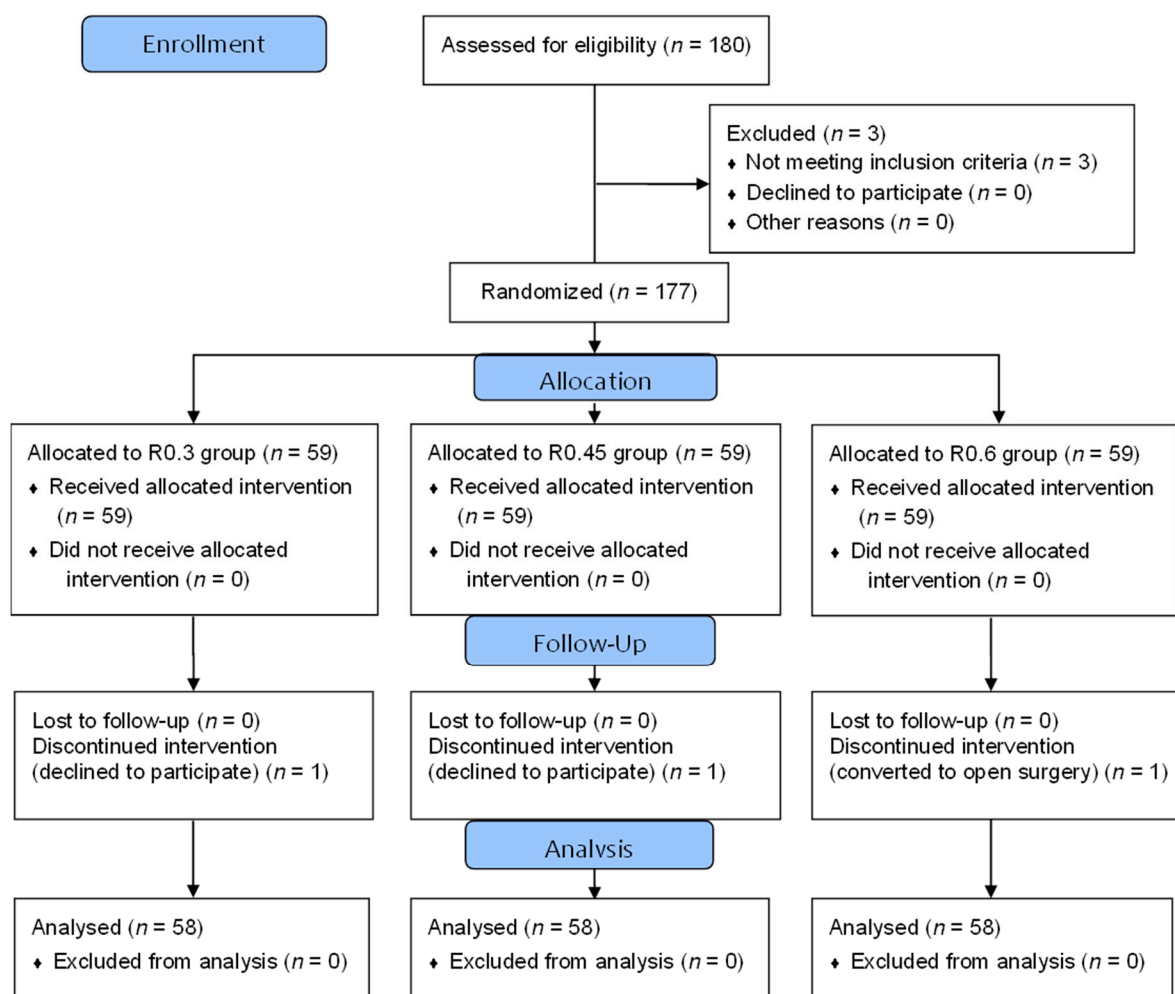 Enrollment
Assessed for eligibility (n = 180)
Excluded (n = 3)
♦ Not meeting inclusion criteria (n = 3)
♦ Declined to participate (n = 0)
♦ Other reasons (n = 0)
Randomized (n = 177)
Allocation
Allocated to R0.3 group (n = 59)
♦ Received allocated intervention
(n = 59)
♦ Did not receive allocated
intervention (n = 0)
Allocated to R0.45 group (n = 59)
♦ Received allocated intervention
(n = 59)
♦ Did not receive allocated
intervention (n = 0)
Allocated to R0.6 group (n = 59)
♦ Received allocated intervention
(n = 59)
♦ Did not receive allocated
intervention (n = 0)
Follow-Up
Lost to follow-up (n = 0)
Discontinued intervention
(declined to participate) (n = 1)
Lost to follow-up (n = 0)
Discontinued intervention
(declined to participate) (n = 1)
Lost to follow-up (n = 0)
Discontinued intervention
(converted to open surgery) (n = 1)
Analysis
Analysed (n = 58)
♦ Excluded from analysis (n = 0)
Analysed (n = 58)
♦ Excluded from analysis (n = 0)
Analysed (n = 58)
♦ Excluded from analysis (n = 0)